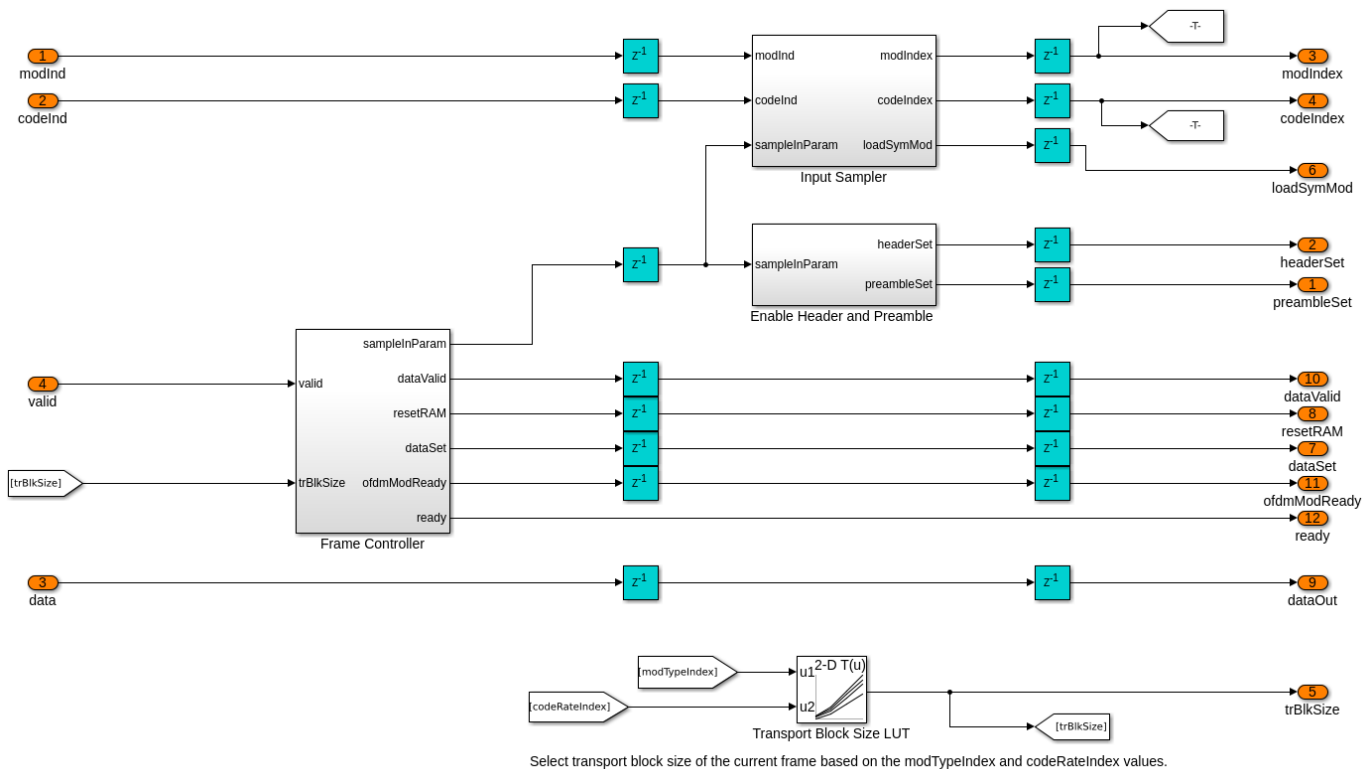 -T-
1
Z-1
modInd
modIndex
Z-1
3
modInd
modIndex
2
Z-1
codeInd
codeIndex
Z-1
4
codeInd
codeIndex
-T-
sampleInParam
loadSymMod
Z-1
6
Input Sampler
loadSymMod
headerSet
Z-1
2
headerSet
Z-1
sampleInParam
preambleSet
Z-1
1
preambleSet
Enable Header and Preamble
sampleInParam
4
valid
valid
dataValid
Z-1
Z-1
10
dataValid
resetRAM
Z-1
Z-1
8
resetRAM
dataSet
Z-1
Z-1
7
dataSet
[trBlkSize]
trBlkSize
ofdmModReady
Z-1
Z-1
11
ofdmModReady
ready
12
ready
Frame Controller
3
Z-1
Z-1
9
data
dataOut
[modTypeIndex]
u1
2-D T(u)
[codeRateIndex]
u2
5
trBlkSize
Transport Block Size LUT
[trBlkSize]
Select transport block size of the current frame based on the modTypeIndex and codeRateIndex values.